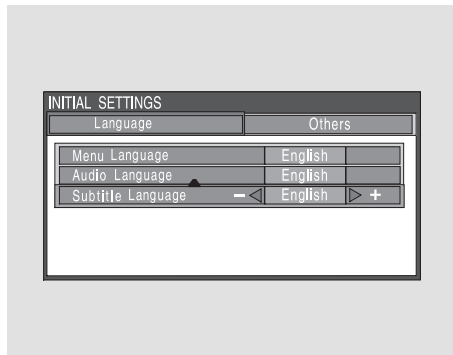 INITIAL SETTINGS
Language Others
Menu Language English
Audio Language English
Subtitle Language – English +